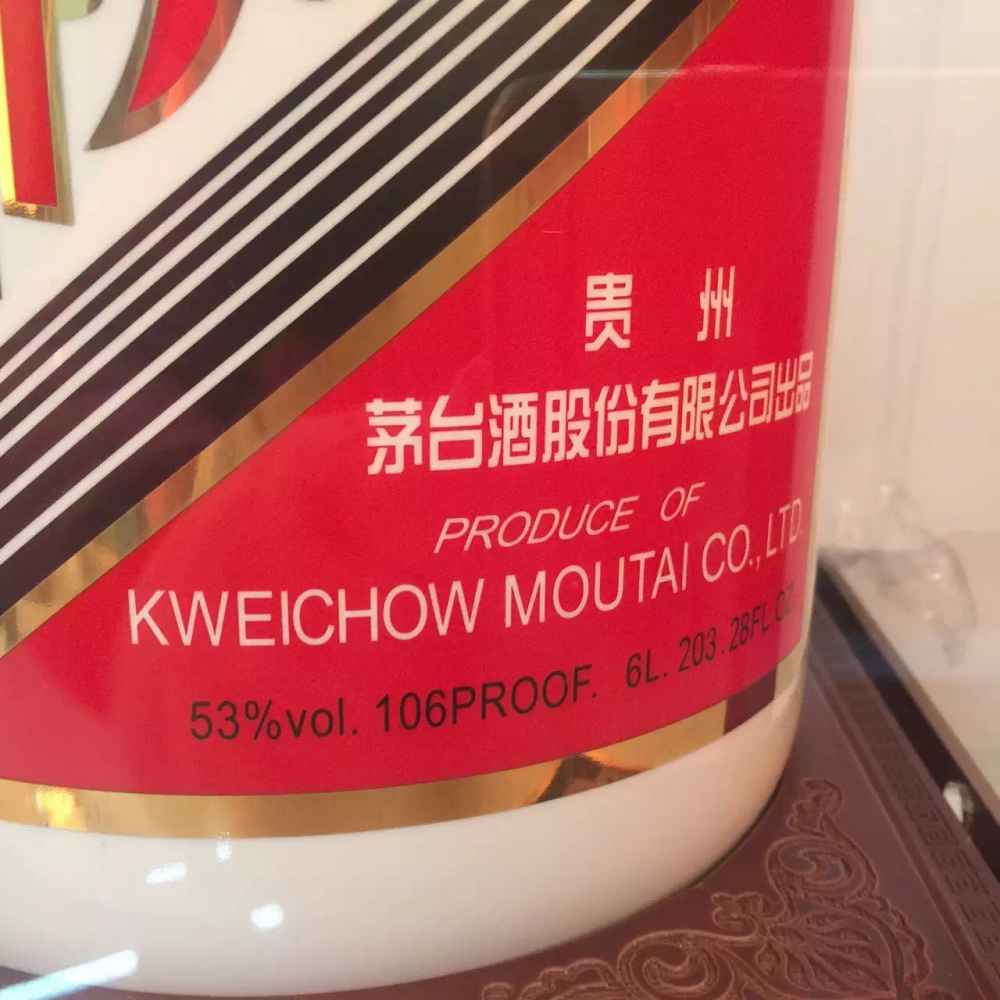 贵 州
茅台酒股份有限公司出品
PRODUCE OF
KWEICHOW MOUTAI CO., LTD.
53%vol. 106PROOF. 6L. 203.28FL OZ